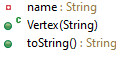 name : String
C Vertex(String)
toString() : String